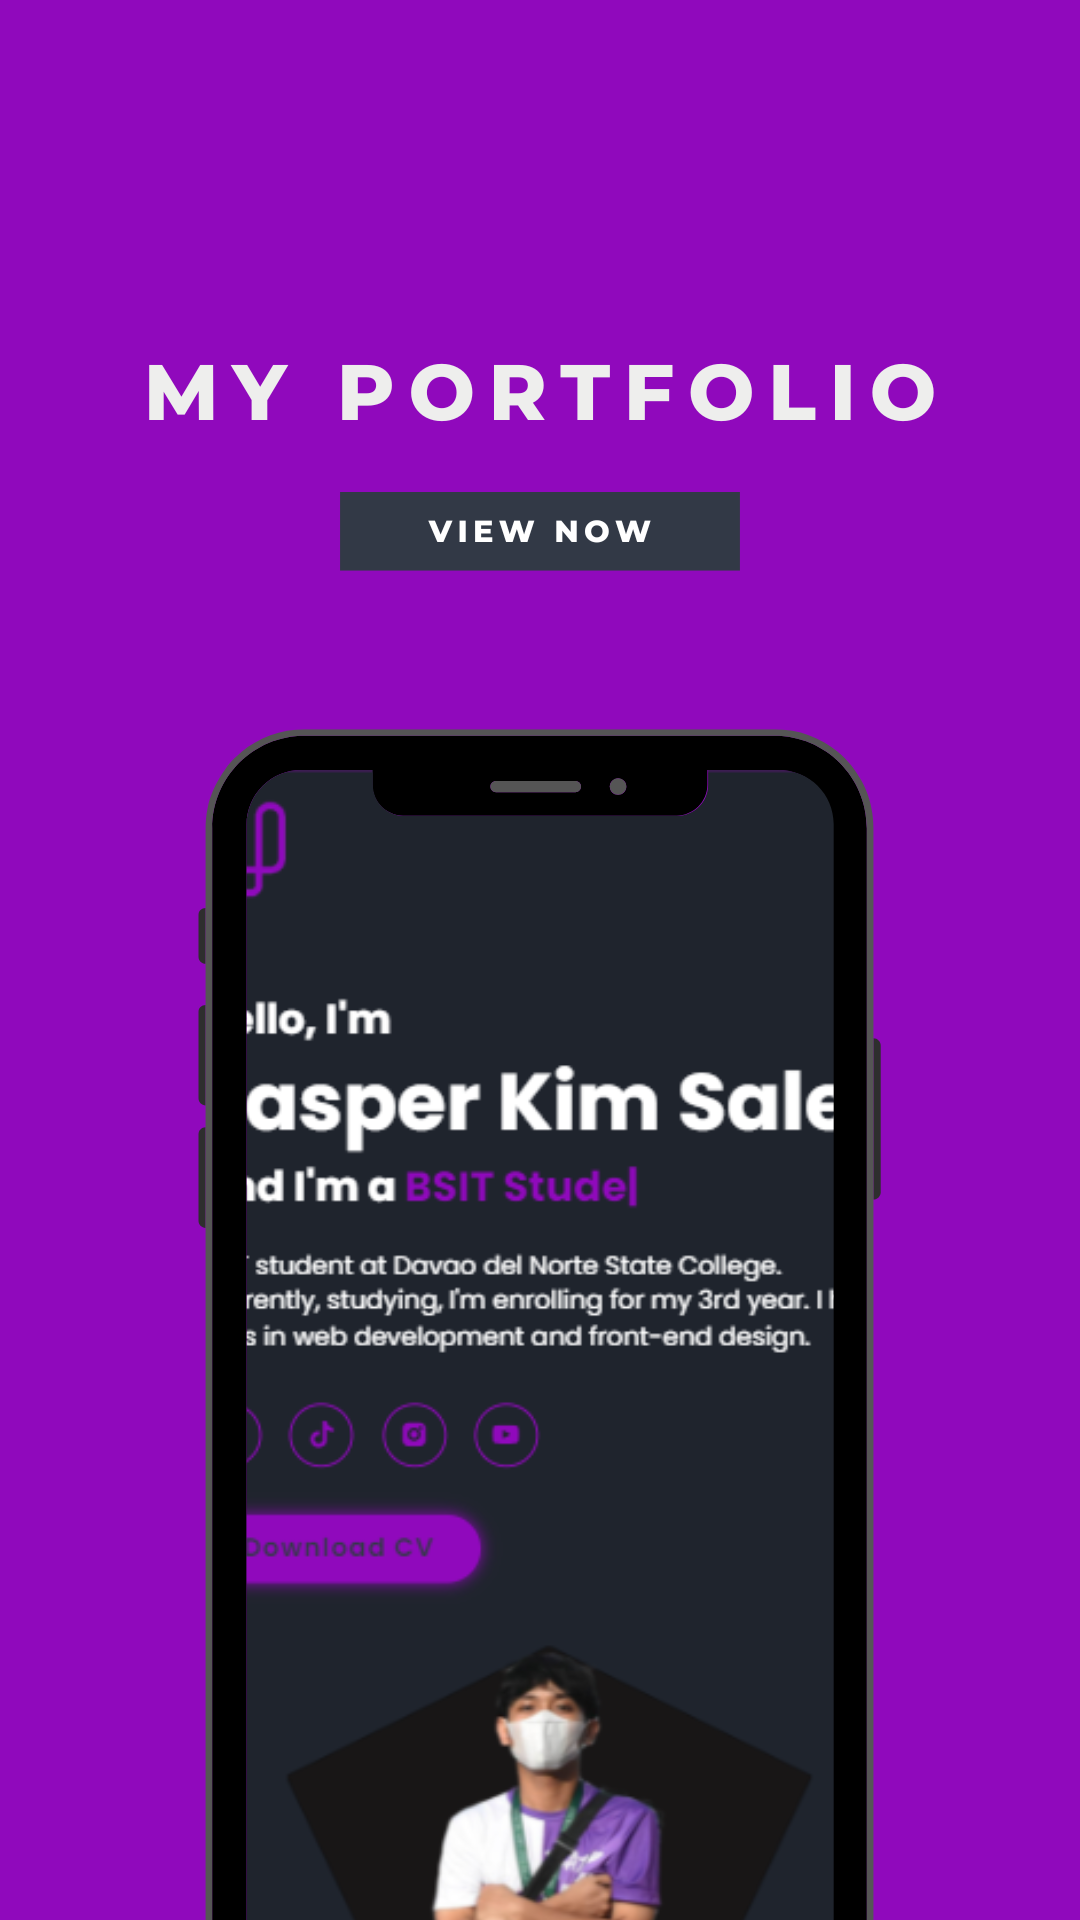 MY PORTFOLIO
VIEW NOW
ello, I'm
asper Kim Sale
nd I'm a BSIT Stude|
student at Davao del Norte State College.
rently, studying, I'm enrolling for my 3rd year. I
s in web development and front-end design.
Download CV